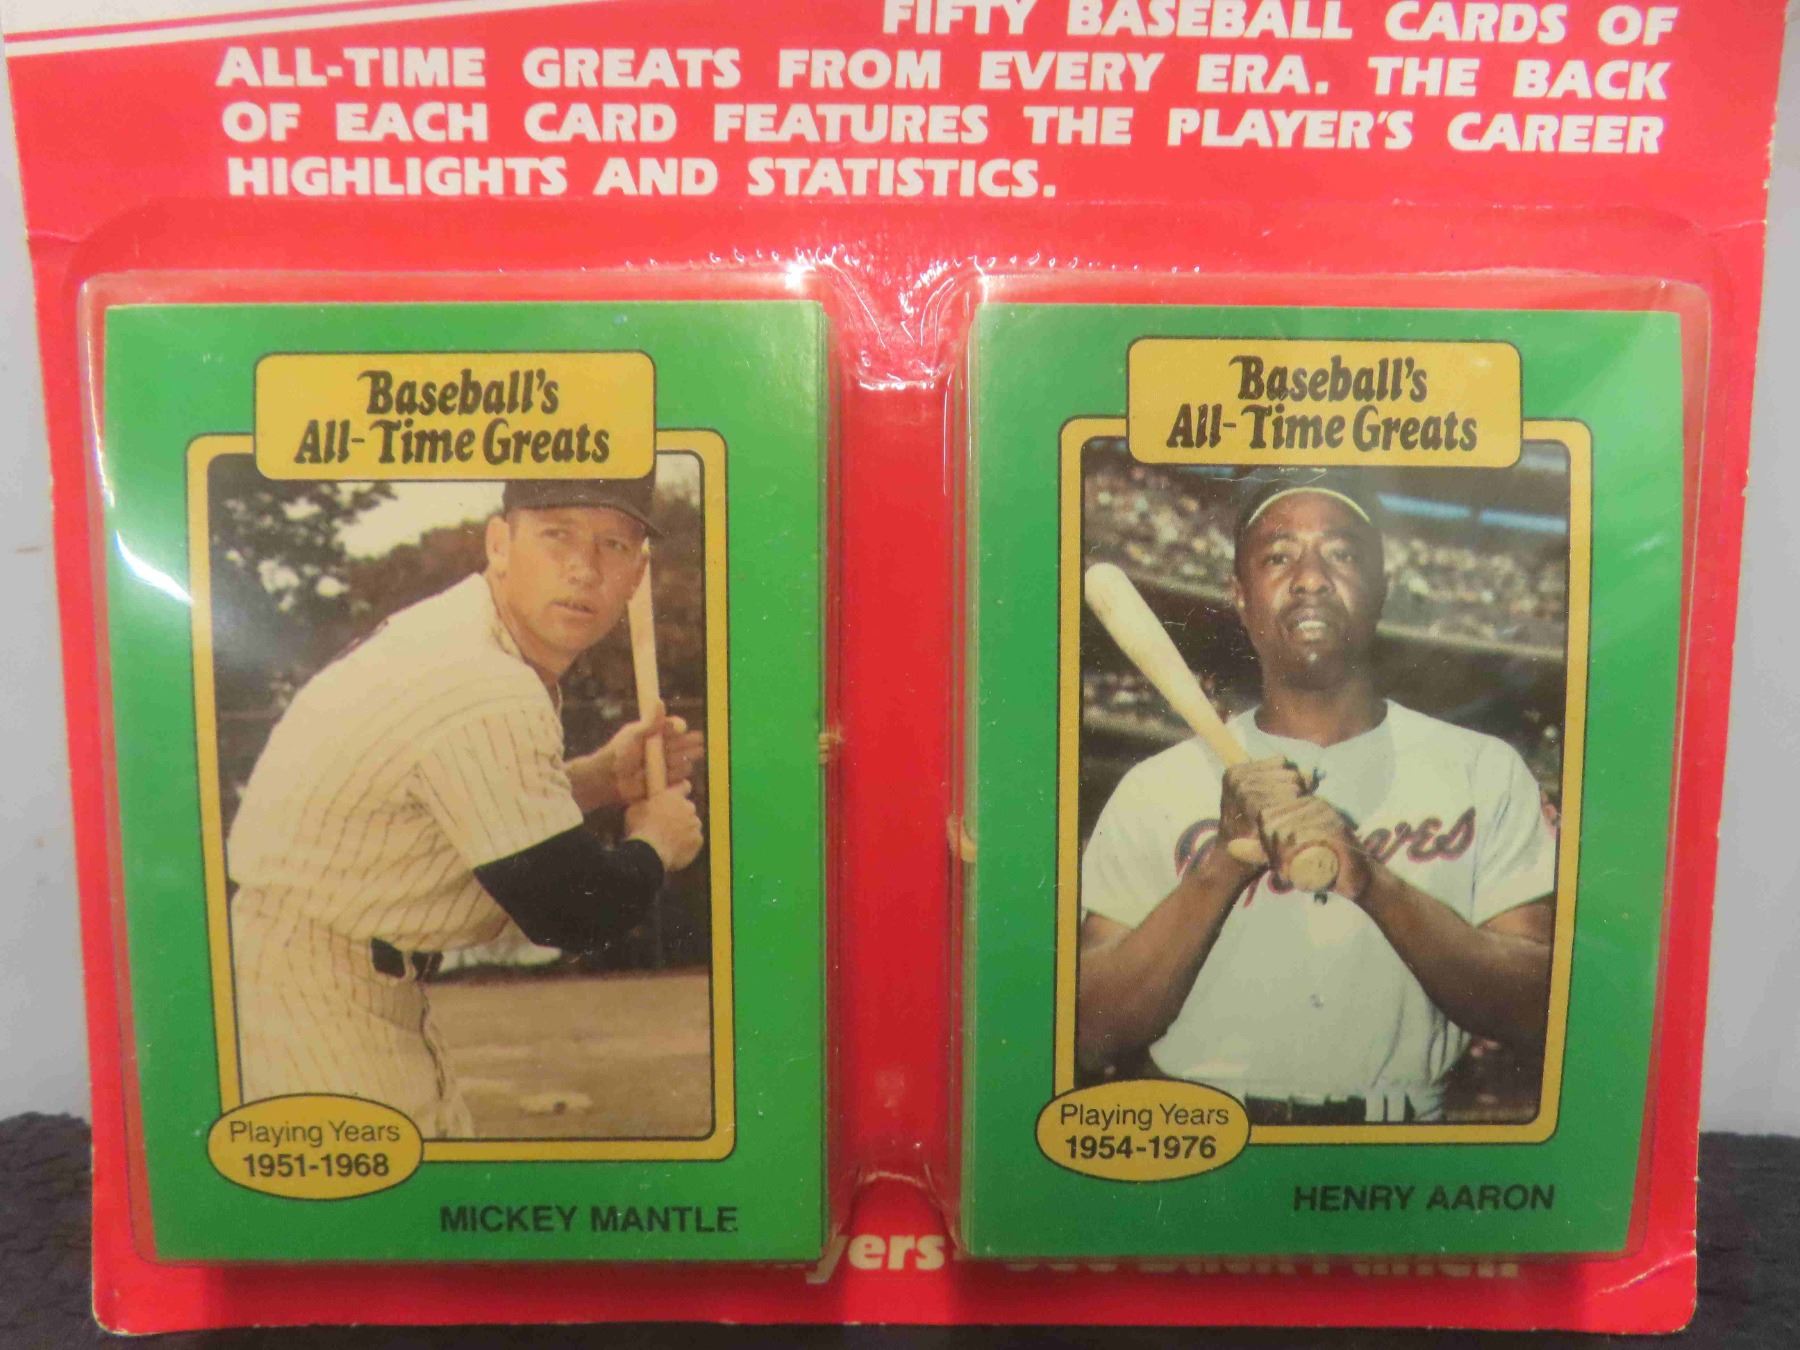 FIFTY BASEBALL CARDS OF
ALL-TIME GREATS FROM EVERY ERA. THE BACK
OF EACH CARD FEATURES THE PLAYER'S CAREER
HIGHLIGHTS AND STATISTICS.
Baseball's
All-Time Greats
Playing Years
1951-1968
MICKEY MANTLE
Baseball's
All-Time Greats
Braves
Playing Years
1954-1976
HENRY AARON